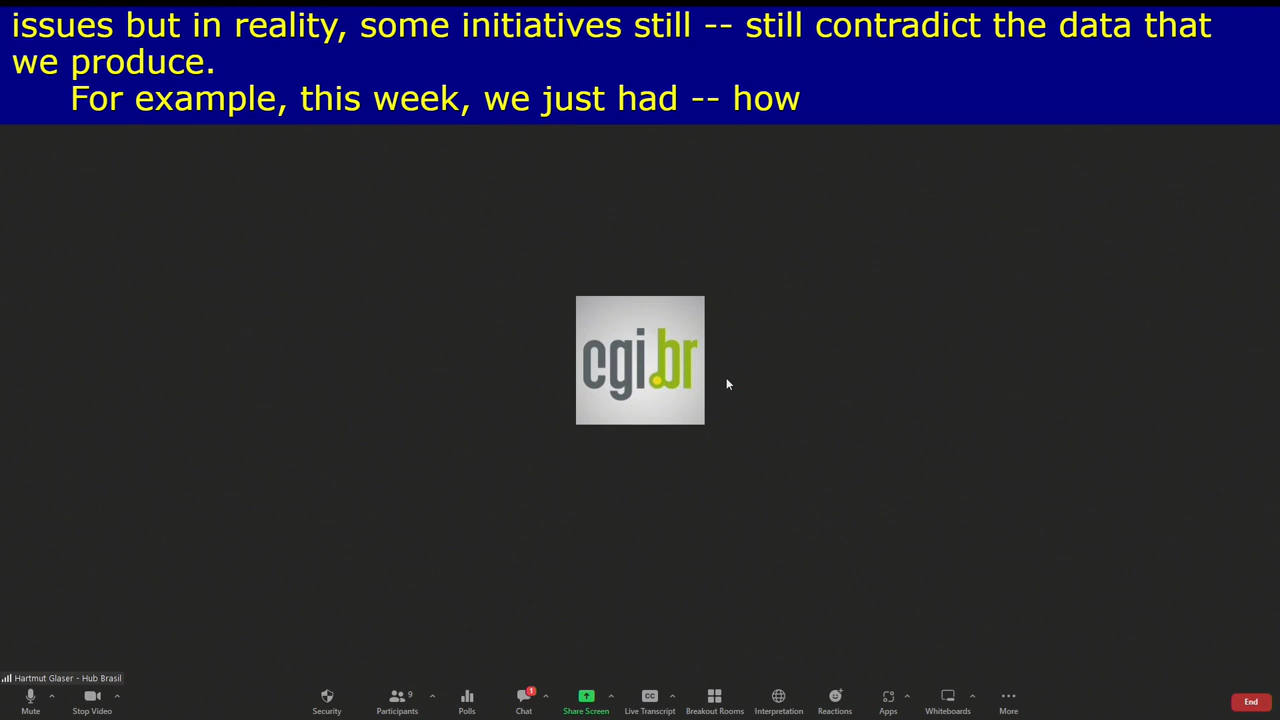 issues but in reality, some initiatives still -- still contradict the data that
we produce.
For example, this week, we just had -- how
cgi.br
Hartmut Glaser - Hub Brasil
Mute
Stop Video
Security
9
Participants
Polls
1
Chat
Share Screen
CC
Live Transcript
Breakout Rooms
Interpretation
Reactions
Apps
Whiteboards
More
End